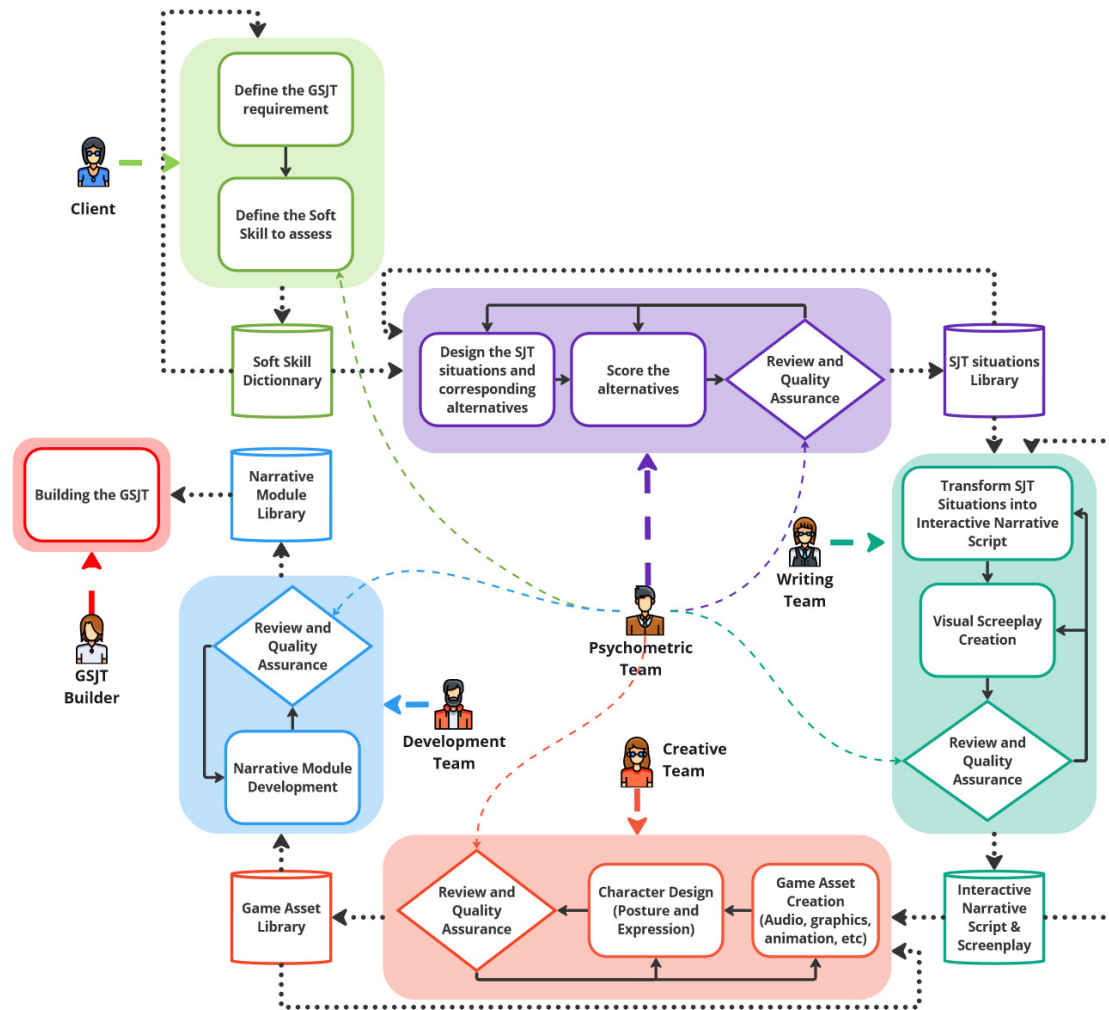 Define the GSJT
requirement
Client
Define the Soft
Skill to assess
Soft Skill
Dictionnary
Design the SJT
situations and
corresponding
alternatives
Score the
alternatives
Review and
Quality
Assurance
SJT situations
Library
Building the GSJT
Narrative
Module
Library
Transform SJT
Situations into
Interactive Narrative
Script
Writing
Team
Visual Screeplay
Creation
Review and
Quality
Assurance
Psychometric
Team
GSJT
Builder
Review and
Quality
Assurance
Development
Team
Narrative Module
Development
Creative
Team
Game Asset
Library
Review and
Quality
Assurance
Character Design
(Posture and
Expression)
Game Asset
Creation
(Audio, graphics,
animation, etc)
Interactive
Narrative
Script &
Screenplay